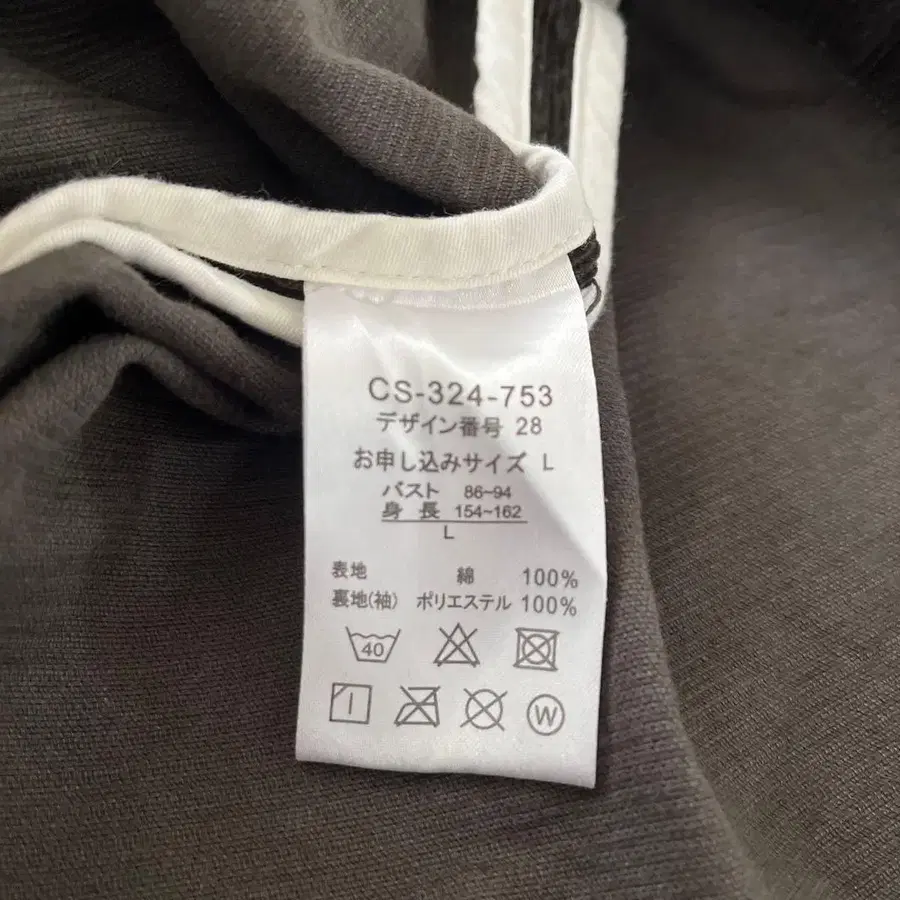 CS-324-753
デザイン番号 28
お申し込みサイズ L
バスト 86~94
身長 154~162
L
表地 綿 100%
裏地(袖) ポリエステル 100%
40
W